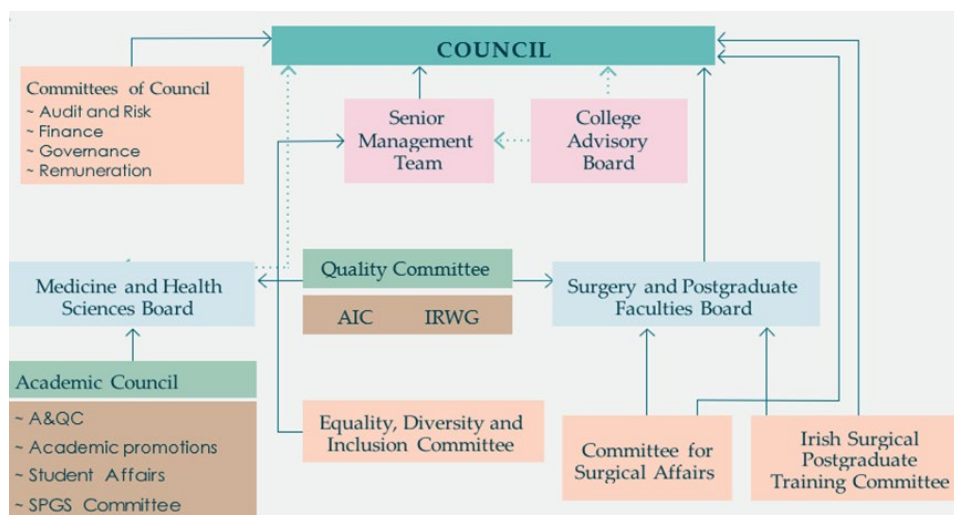 COUNCIL
Committees of Council
~ Audit and Risk
~ Finance
~ Governance
~ Remuneration
Senior
Management
Team
College
Advisory
Board
Medicine and Health
Sciences Board
Quality Committee
AIC IRWG
Surgery and Postgraduate
Faculties Board
Academic Council
~ A&QC
~ Academic promotions
~ Student Affairs
~ SPGS Committee
Equality, Diversity and
Inclusion Committee
Committee for
Surgical Affairs
Irish Surgical
Postgraduate
Training Committee